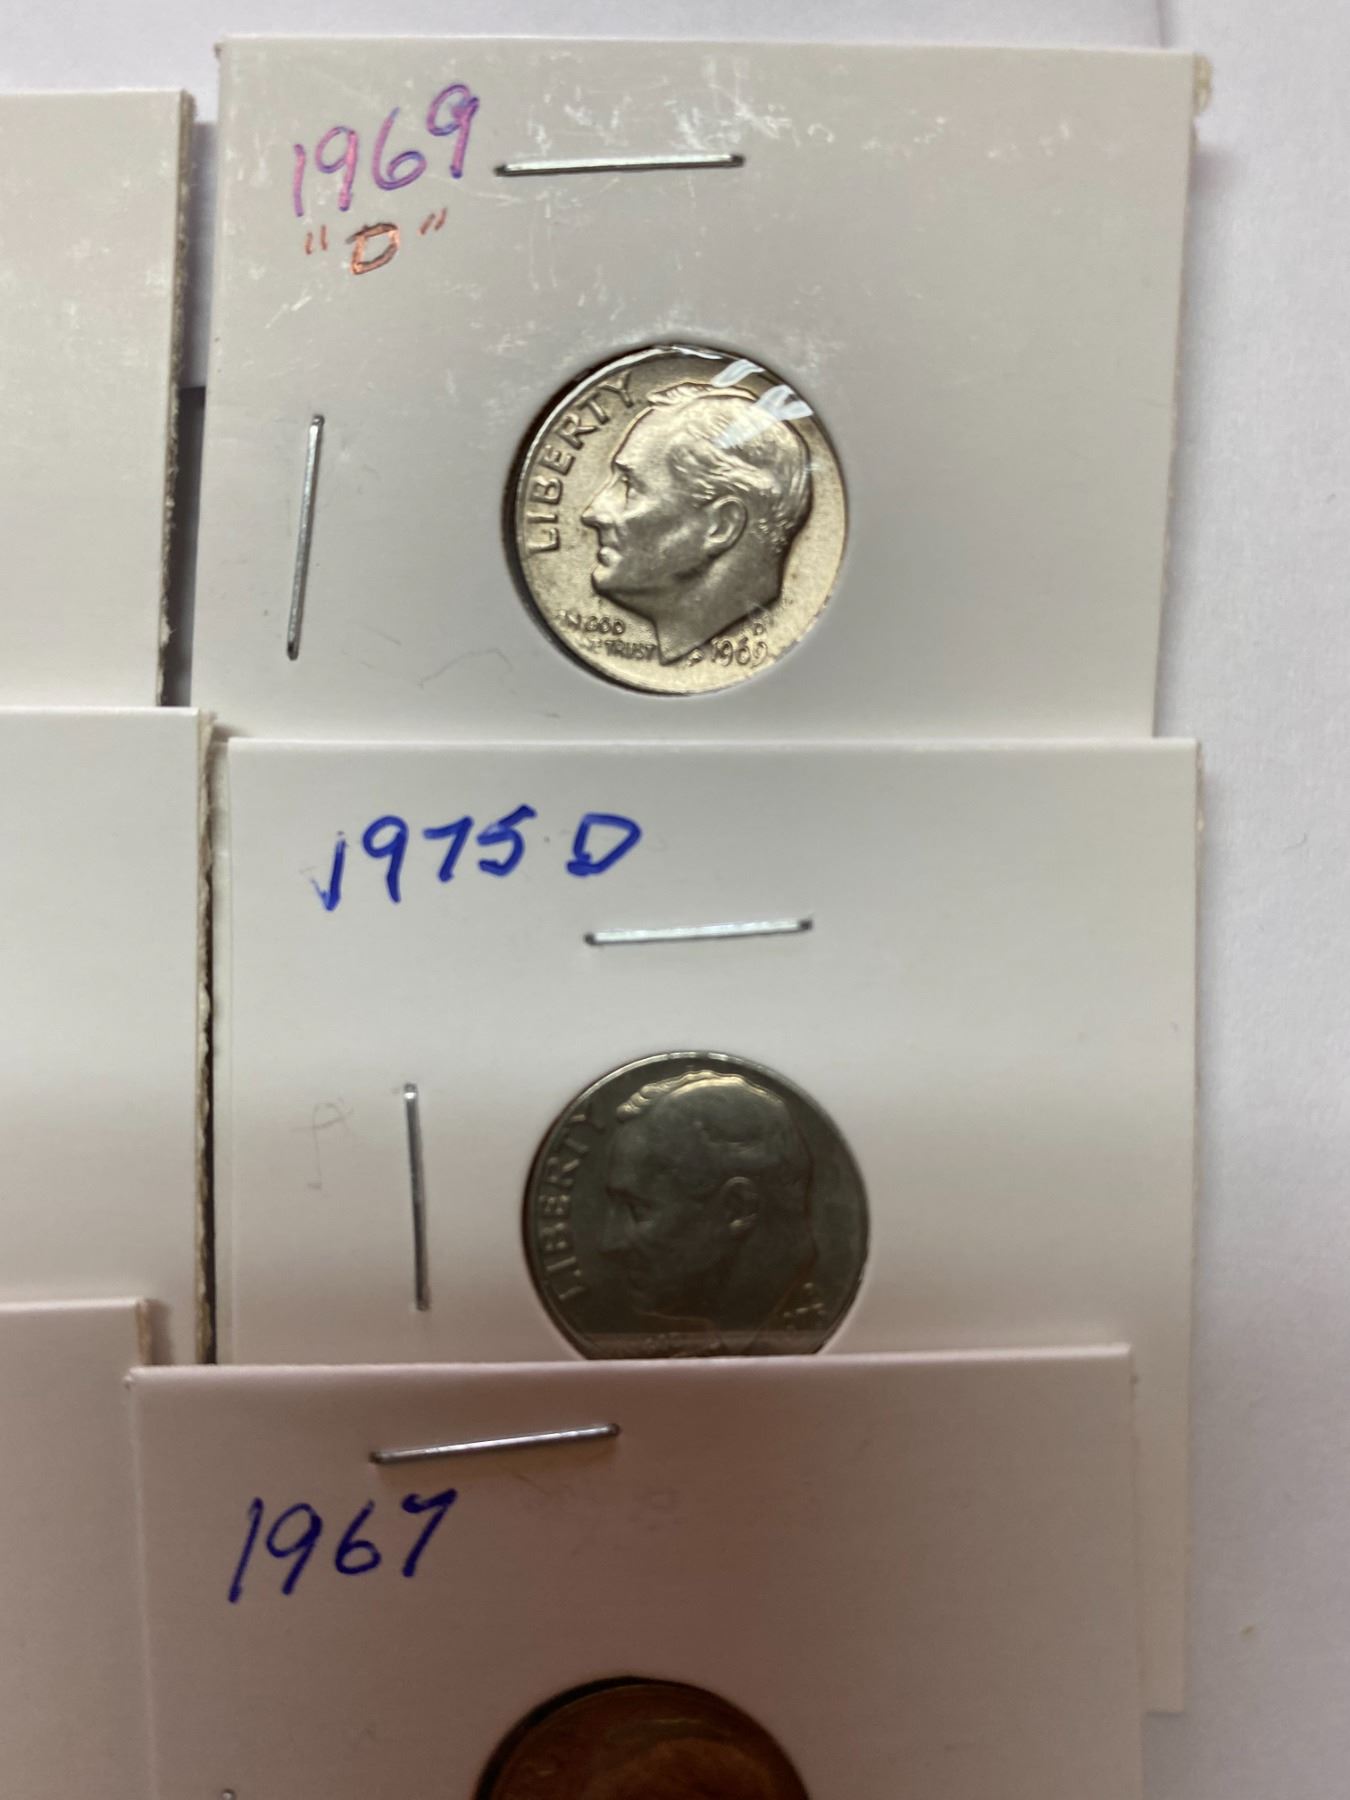 1969
"D"
LIBERTY
IN GOD
WE TRUST
D
1969
1975 D
LIBERTY
1967